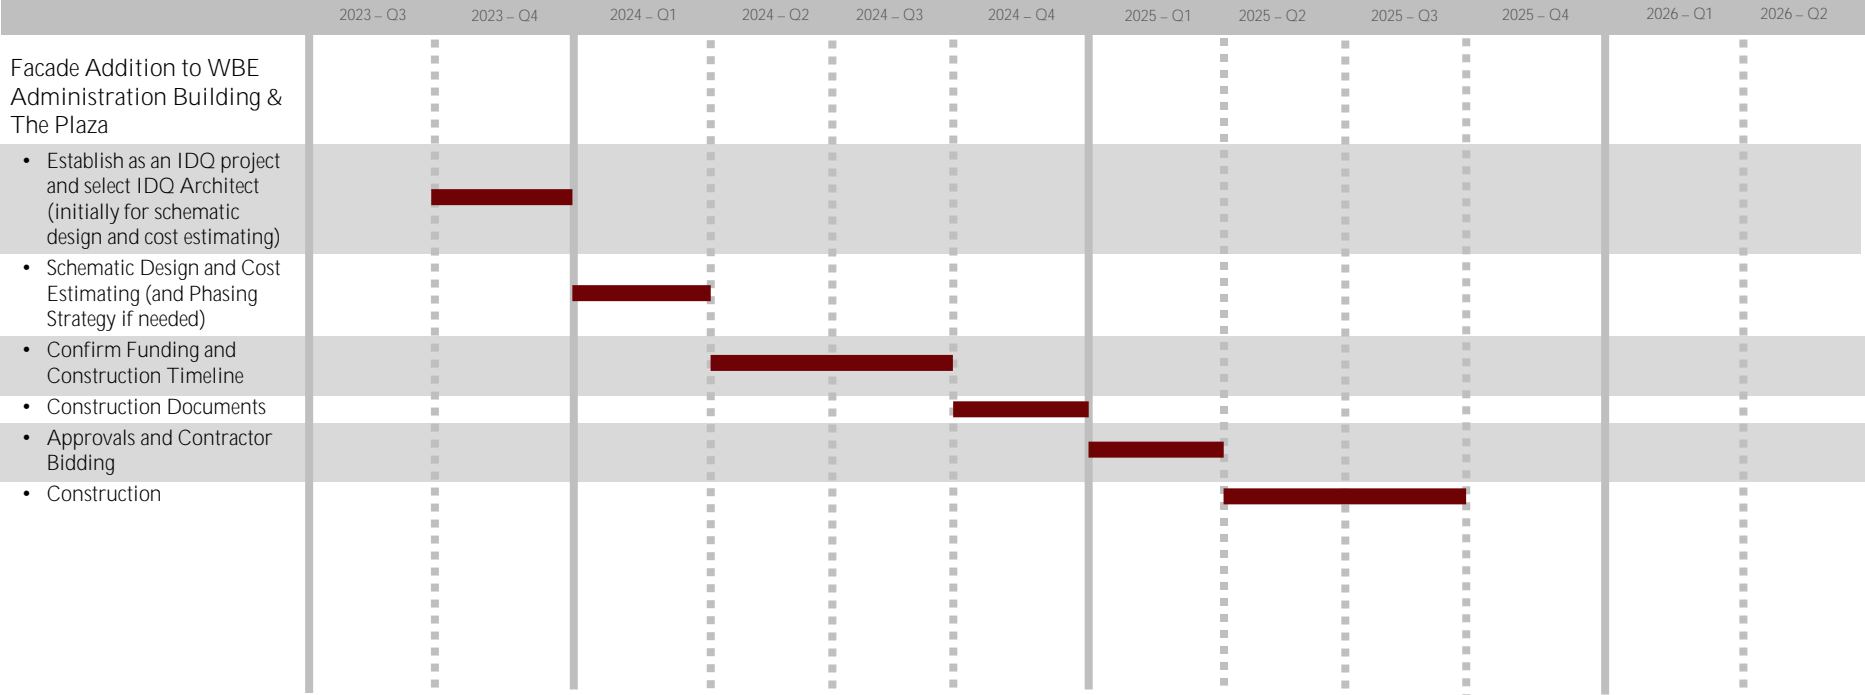 2023 – Q3 2023 – Q4 2024 – Q1 2024 – Q2 2024 – Q3 2024 – Q4 2025 – Q1 2025 – Q2 2025 – Q3 2025 – Q4 2026 – Q1 2026 – Q2
Facade Addition to WBE
Administration Building &
The Plaza
• Establish as an IDQ project
and select IDQ Architect
(initially for schematic
design and cost estimating)
• Schematic Design and Cost
Estimating (and Phasing
Strategy if needed)
• Confirm Funding and
Construction Timeline
• Construction Documents
• Approvals and Contractor
Bidding
• Construction